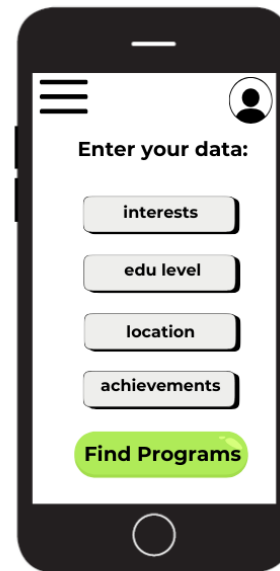 Enter your data:
interests
edu level
location
achievements
Find Programs